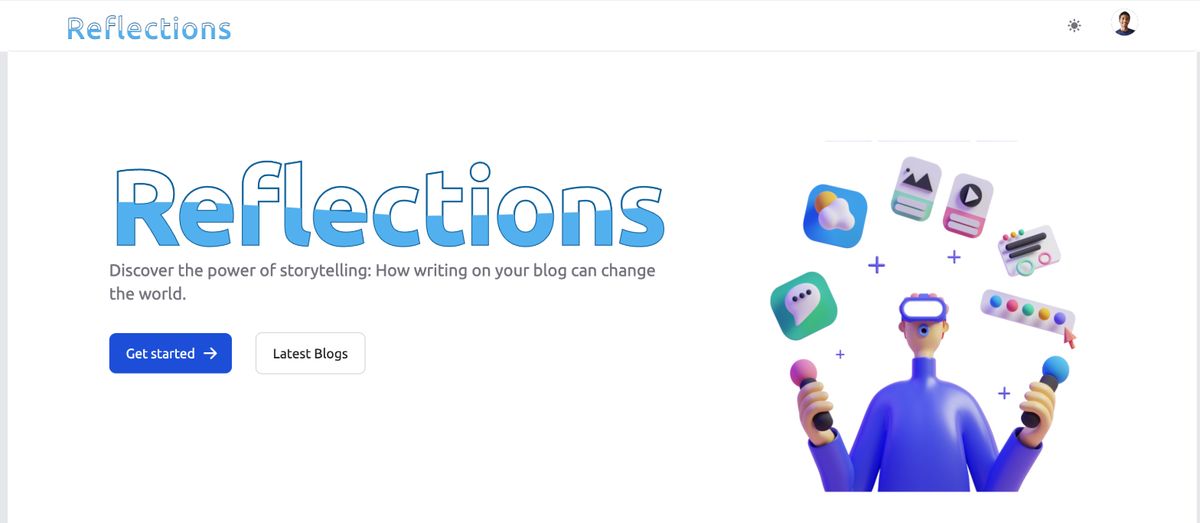 Reflections
Reflections
Discover the power of storytelling: How writing on your blog can change
the world.
Get started
Latest Blogs